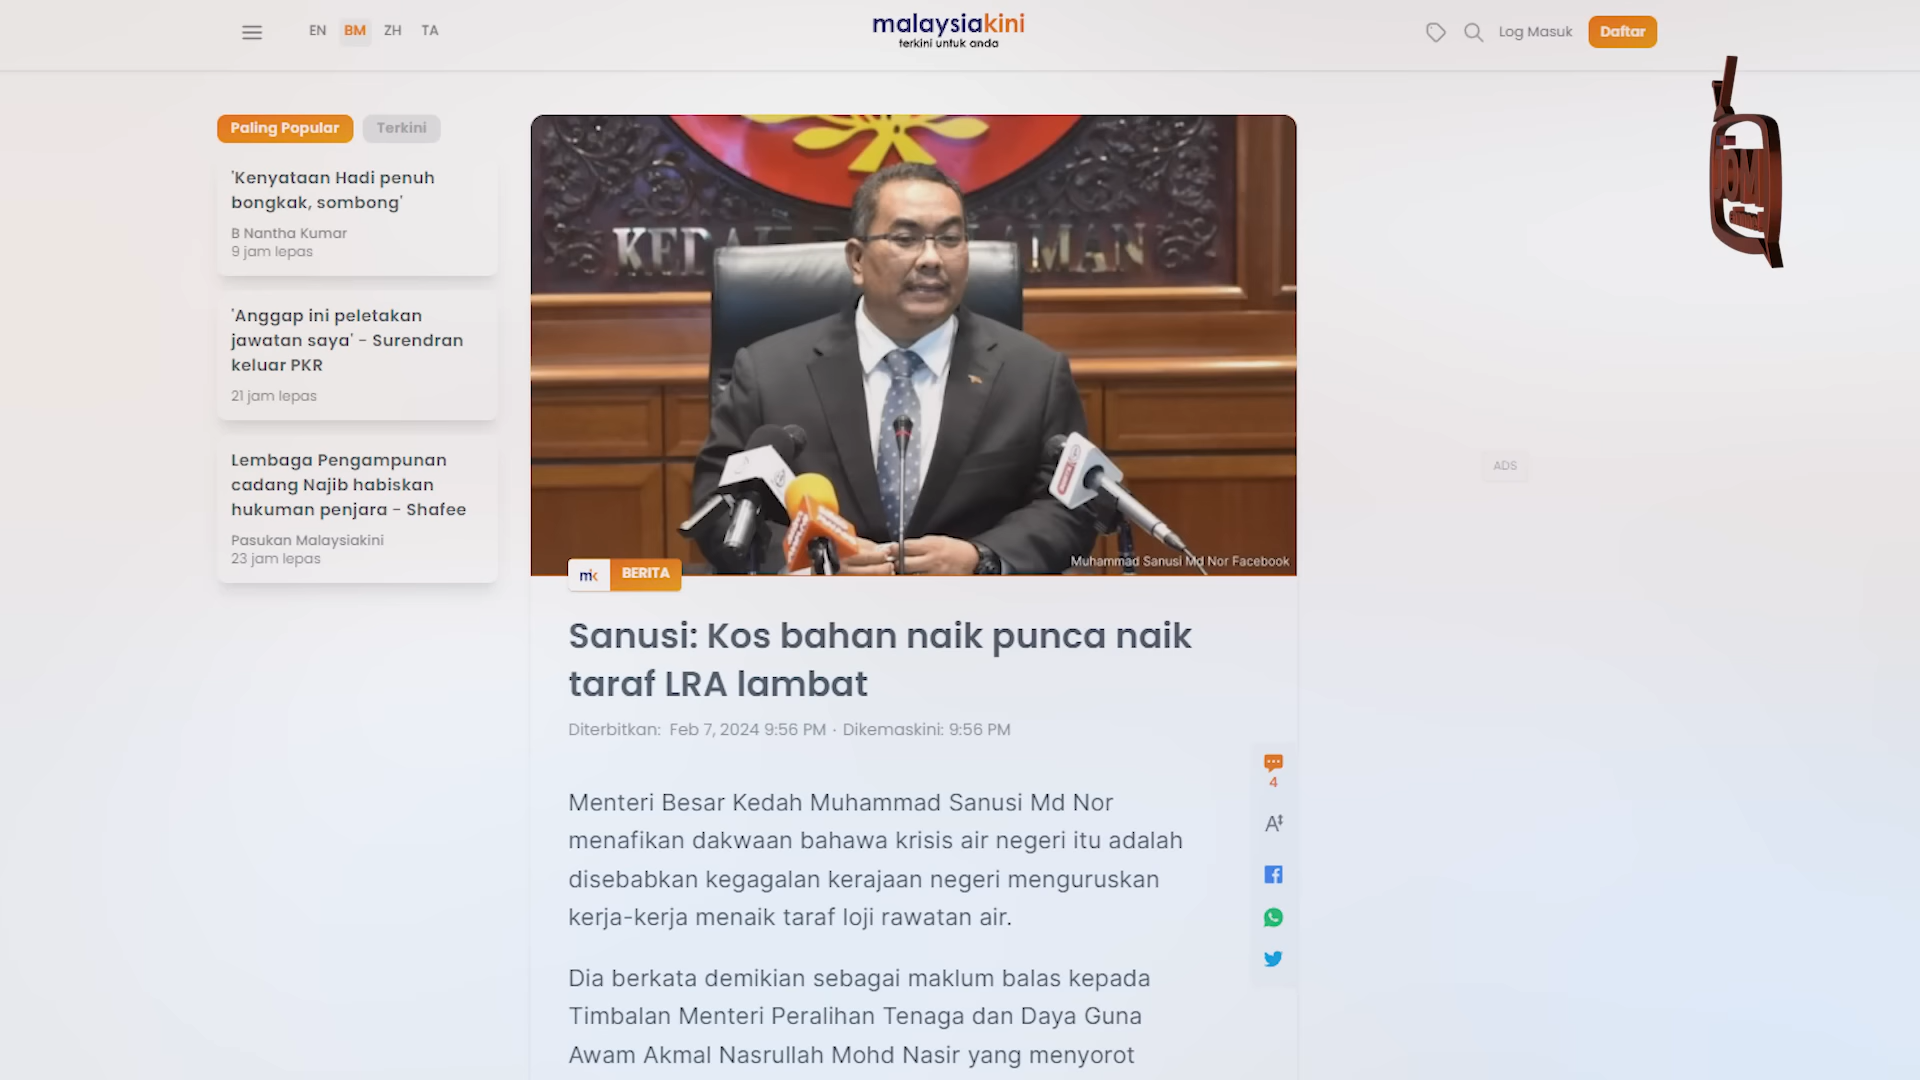 EN BM ZH TA
malaysiakini
terkini untuk anda
Log Masuk Daftar
Paling Popular Terkini
'Kenyataan Hadi penuh
bongkak, sombong'
B Nantha Kumar
9 jam lepas
'Anggap ini peletakan
jawatan saya' - Surendran
keluar PKR
21 jam lepas
Lembaga Pengampunan
cadang Najib habiskan
hukuman penjara - Shafee
Pasukan Malaysiakini
23 jam lepas
KEDAH
AMAN
Muhammad Sanusi Md Nor Facebook
mk BERITA
Sanusi: Kos bahan naik punca naik
taraf LRA lambat
Diterbitkan: Feb 7, 2024 9:56 PM · Dikemaskini: 9:56 PM
4
Menteri Besar Kedah Muhammad Sanusi Md Nor
menafikan dakwaan bahawa krisis air negeri itu adalah
disebabkan kegagalan kerajaan negeri menguruskan
kerja-kerja menaik taraf loji rawatan air.
Dia berkata demikian sebagai maklum balas kepada
Timbalan Menteri Peralihan Tenaga dan Daya Guna
Awam Akmal Nasrullah Mohd Nasir yang menyorot
ADS
JOM